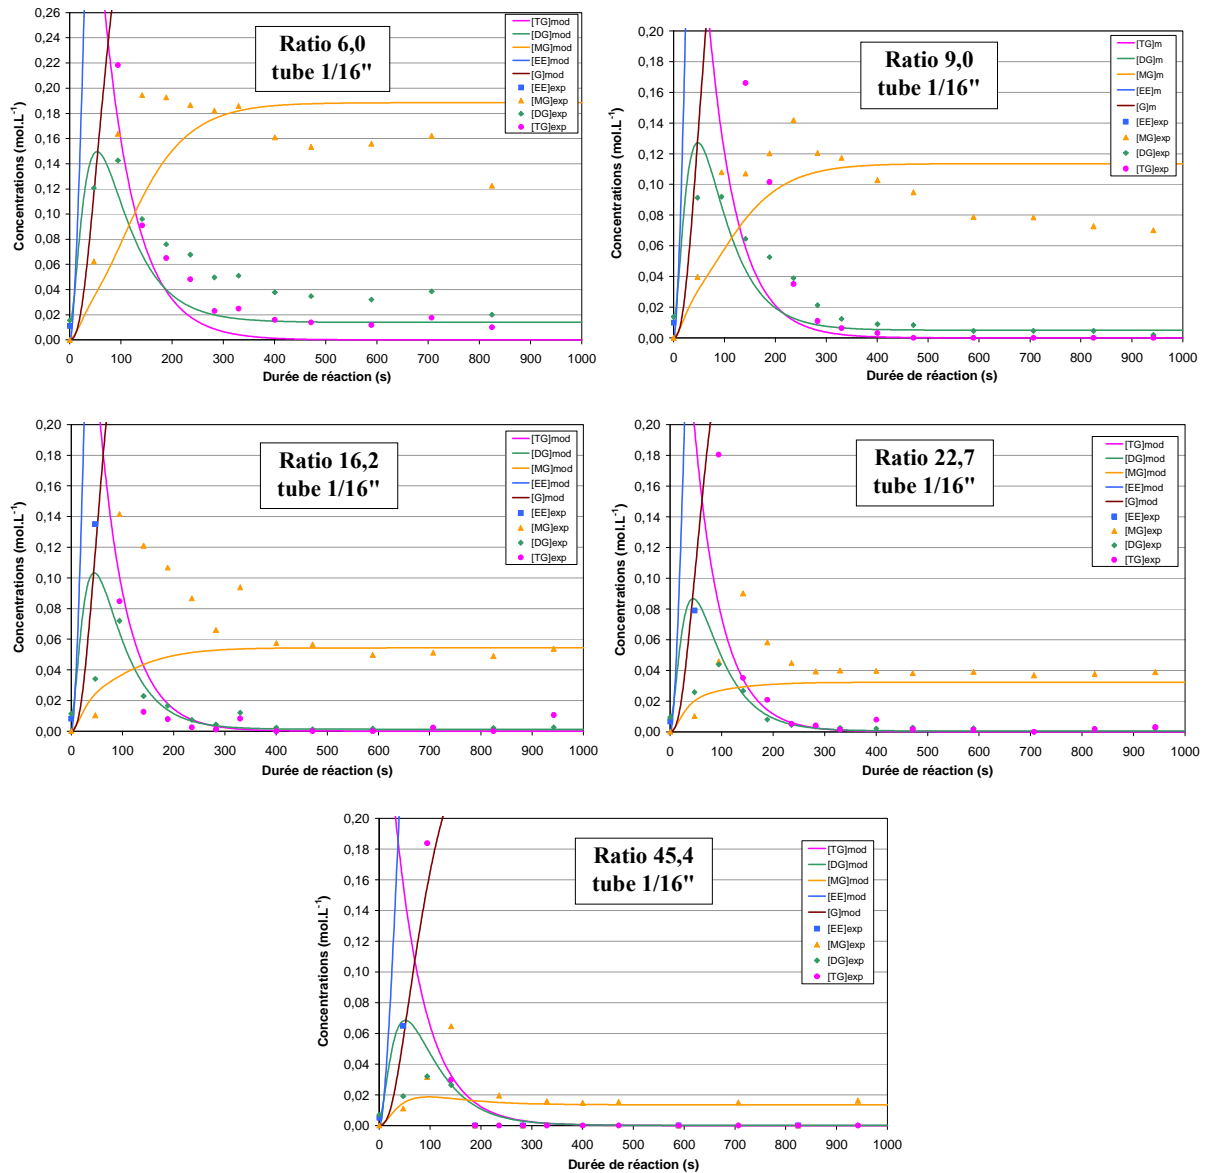 Ratio 6,0
tube 1/16"
Concentrations (mol.L-1)
0,26
0,24
0,22
0,20
0,18
0,16
0,14
0,12
0,10
0,08
0,06
0,04
0,02
0,00
0 100 200 300 400 500 600 700 800 900 1000
Durée de réaction (s)
[TG]mod
[DG]mod
[MG]mod
[EE]mod
[G]mod
[EE]exp
[MG]exp
[DG]exp
[TG]exp
Ratio 9,0
tube 1/16"
Concentrations (mol.L-1)
0,20
0,18
0,16
0,14
0,12
0,10
0,08
0,06
0,04
0,02
0,00
0 100 200 300 400 500 600 700 800 900 1000
Durée de réaction (s)
[TG]m
[DG]m
[MG]m
[EE]m
[G]m
[EE]exp
[MG]exp
[DG]exp
[TG]exp
Ratio 16,2
tube 1/16"
Concentrations (mol.L-1)
0,20
0,18
0,16
0,14
0,12
0,10
0,08
0,06
0,04
0,02
0,00
0 100 200 300 400 500 600 700 800 900 1000
Durée de réaction (s)
[TG]mod
[DG]mod
[MG]mod
[EE]mod
[G]mod
[EE]exp
[MG]exp
[DG]exp
[TG]exp
Ratio 22,7
tube 1/16"
Concentrations (mol.L-1)
0,20
0,18
0,16
0,14
0,12
0,10
0,08
0,06
0,04
0,02
0,00
0 100 200 300 400 500 600 700 800 900 1000
Durée de réaction (s)
[TG]mod
[DG]mod
[MG]mod
[EE]mod
[G]mod
[EE]exp
[MG]exp
[DG]exp
[TG]exp
Ratio 45,4
tube 1/16"
Concentrations (mol.L-1)
0,20
0,18
0,16
0,14
0,12
0,10
0,08
0,06
0,04
0,02
0,00
0 100 200 300 400 500 600 700 800 900 1000
Durée de réaction (s)
[TG]mod
[DG]mod
[MG]mod
[EE]mod
[G]mod
[EE]exp
[MG]exp
[DG]exp
[TG]exp